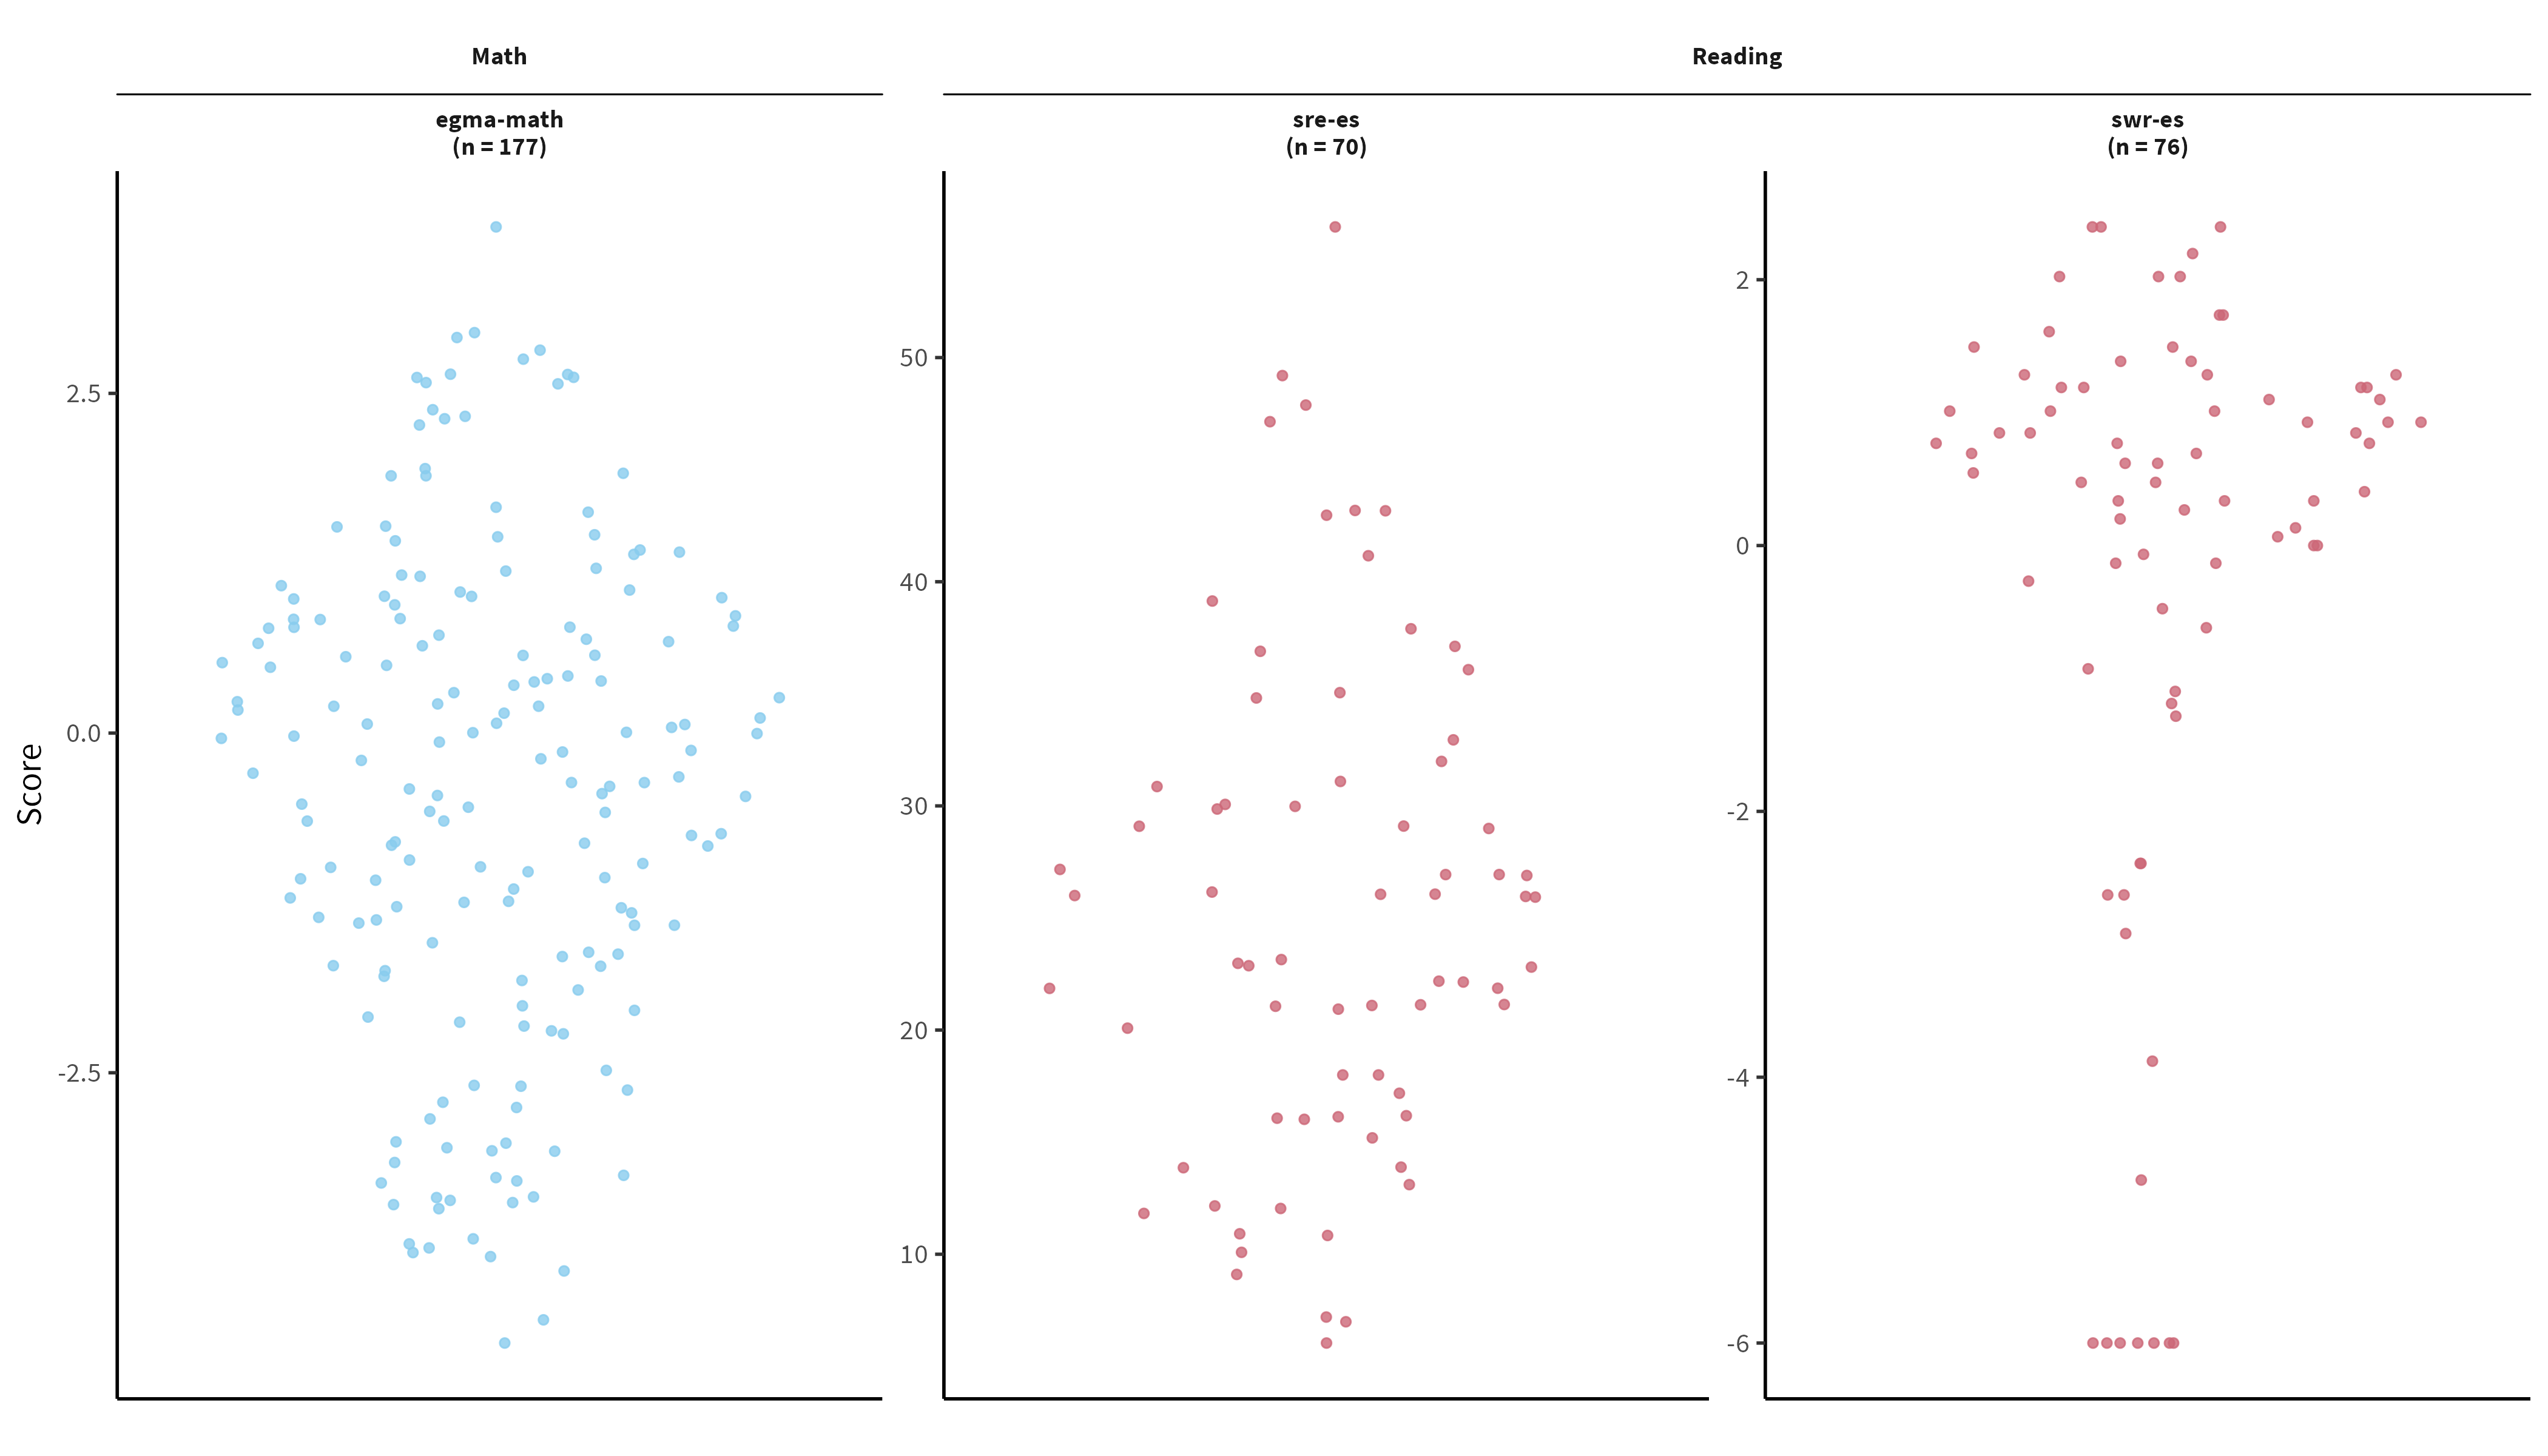 Math
Reading
egma-math
(n = 177)
sre-es
(n = 70)
swr-es
(n = 76)
Score
2.5
0.0
-2.5
50
40
30
20
10
2
0
-2
-4
-6